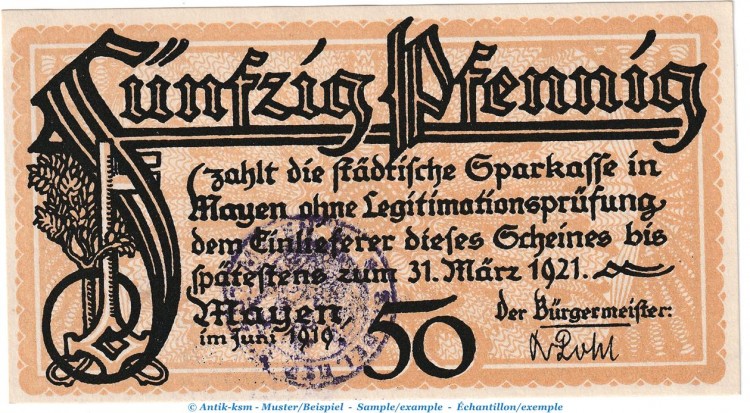 Fünfzig Pfennig
zahlt die städtische Sparkasse in
Mayen ohne Legitimationsprüfung
dem Einlieferer dieses Scheines bis
spätestens zum 31. März 1921.
Mayen,
im Juni 1919.
50
Der Bürgermeister:
© Antik-ksm - Muster/Beispiel - Sample/example - Échantillon/exemple